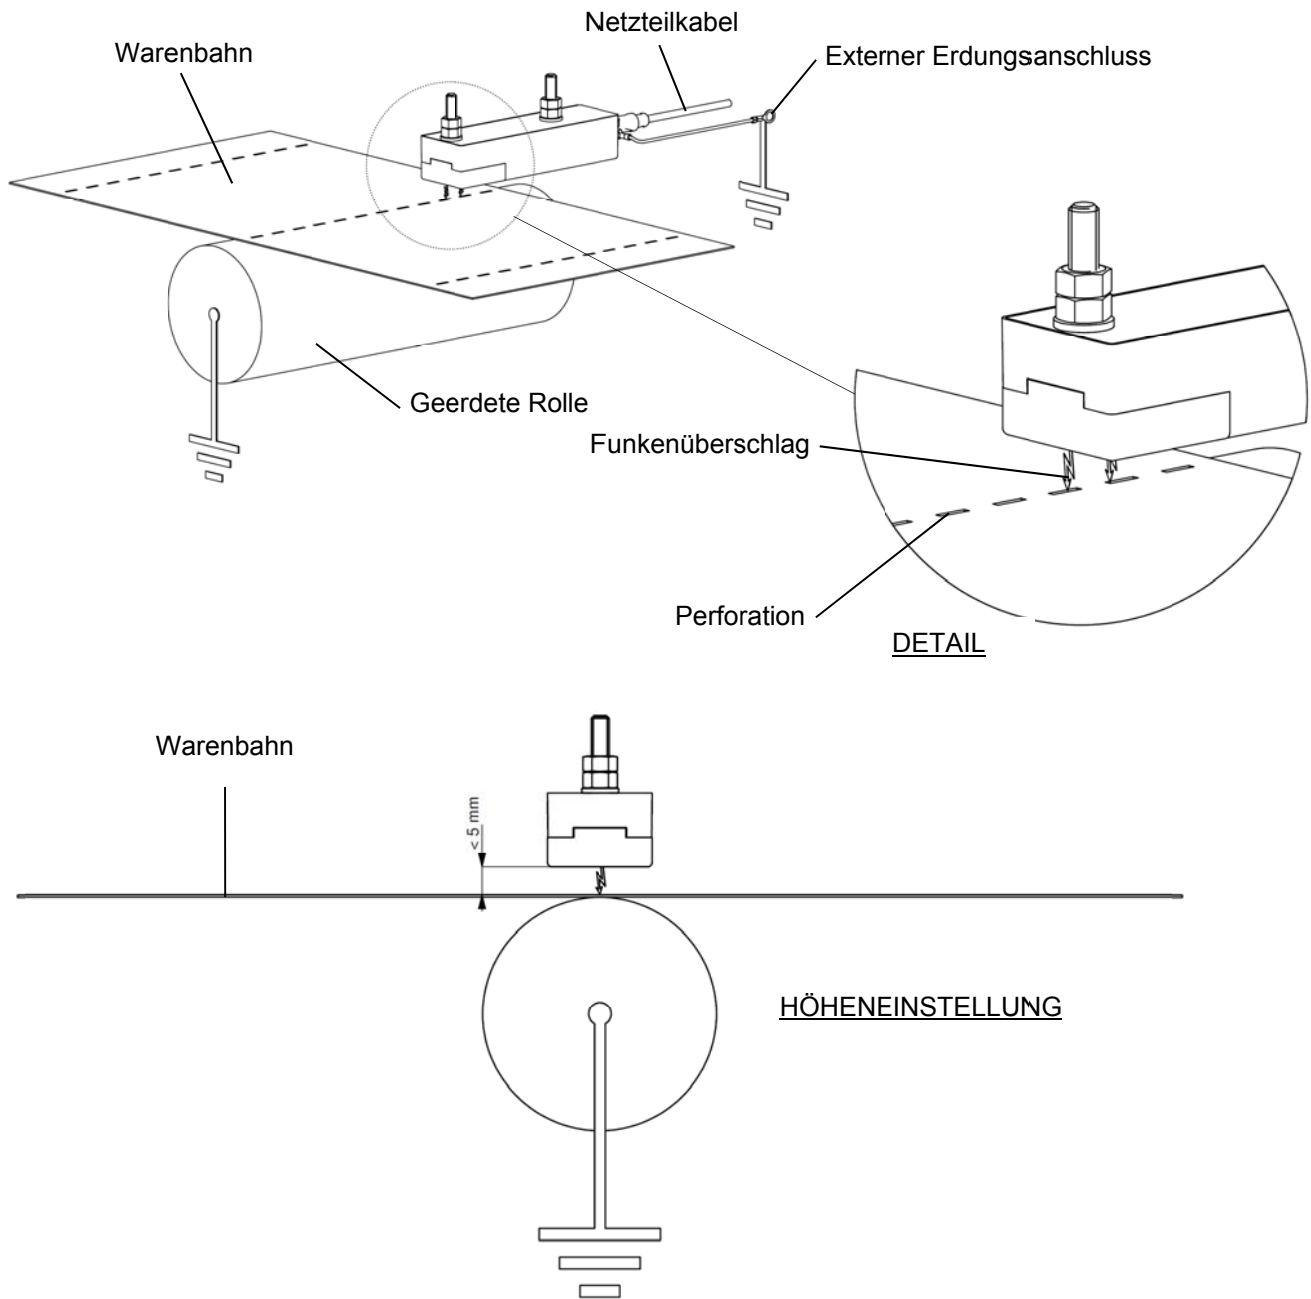 Netzteilkabel
Warenbahn
Externer Erdungsanschluss
Geerdete Rolle
Funkenüberschlag
Perforation
DETAIL
Warenbahn
< 5 mm
HÖHENEINSTELLUNG